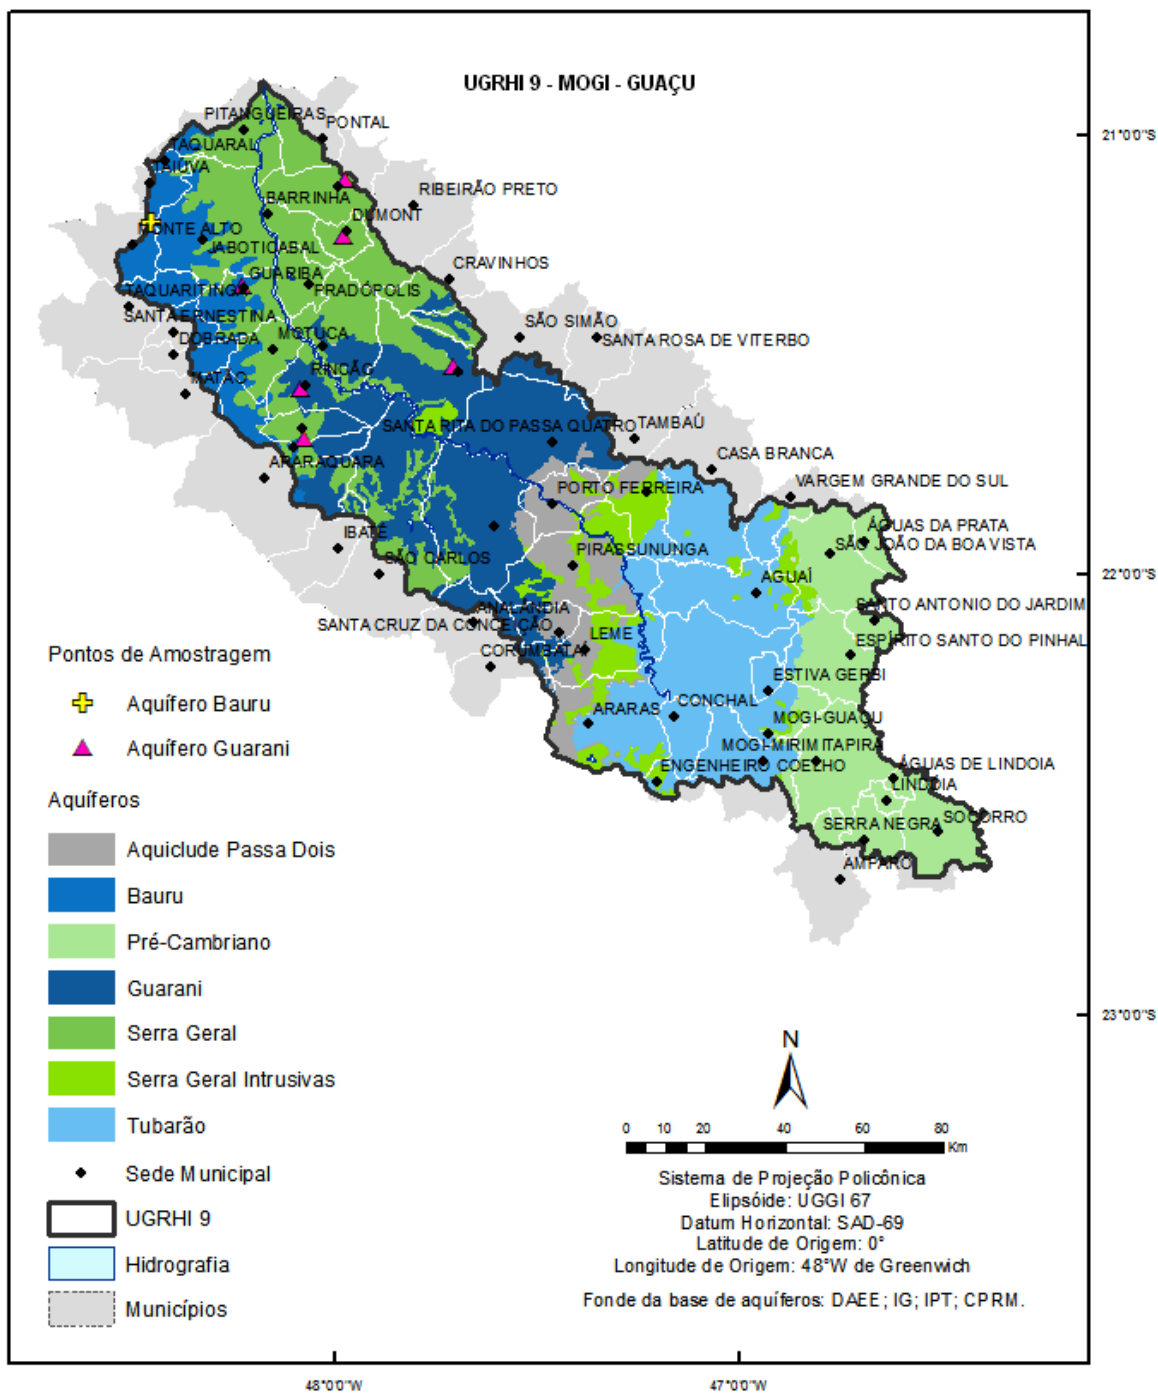 UGRHI 9 - MOGI - GUAÇU
PITANGUEIRAS
PONTAL
21°0'0"S
TAQUARAL
TAIUVA
RIBEIRÃO PRETO
BARRINHA
DUMONT
MONTE ALTO
JABOTICABAL
CRAVINHOS
GUARIBA
TAQUARITINGA
PRADÓPOLIS
SANTA ERNESTINA
SÃO SIMÃO
DOBRADA
MOTUCA
SANTA ROSA DE VITERBO
MATÃO
RINCÃO
SANTA RITA DO PASSA QUATRO
TAMBAÚ
ARARAQUARA
CASA BRANCA
VARGEM GRANDE DO SUL
PORTO FERREIRA
ÁGUAS DA PRATA
IBATÉ
PIRASSUNUNGA
SÃO JOÃO DA BOA VISTA
SÃO CARLOS
AGUAÍ
22°0'0"S
ANALÂNDIA
SANTO ANTONIO DO JARDIM
SANTA CRUZ DA CONCEIÇÃO
LEME
ESPÍRITO SANTO DO PINHAL
CORUMBATAÍ
ESTIVA GERBI
ARARAS
CONCHAL
MOGI-GUAÇU
MOGI-MIRIM
ITAPIRA
ENGENHEIRO COELHO
ÁGUAS DE LINDOIA
LINDÓIA
SERRA NEGRA
SOCORRO
AMPARO
Pontos de Amostragem
Aquífero Bauru
Aquífero Guarani
Aquíferos
Aquiclude Passa Dois
Bauru
Pré-Cambriano
Guarani
Serra Geral
Serra Geral Intrusivas
Tubarão
Sede Municipal
UGRHI 9
Hidrografia
Municípios
23°0'0"S
N
0 10 20 40 60 80
Km
Sistema de Projeção Policônica
Elipsóide: UGGI 67
Datum Horizontal: SAD-69
Latitude de Origem: 0°
Longitude de Origem: 48°W de Greenwich
Fonde da base de aquíferos: DAEE; IG; IPT; CPRM.
48°0'0"W
47°0'0"W